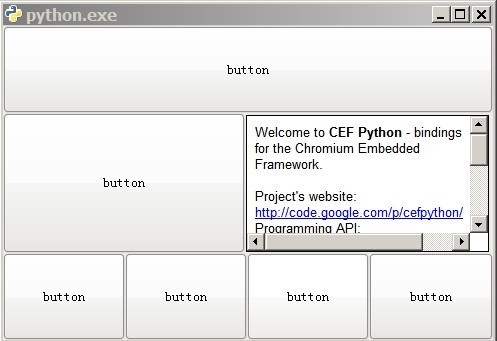 python.exe
button
button
Welcome to CEF Python - bindings
for the Chromium Embedded
Framework.
Project's website:
http://code.google.com/p/cefpython/
Programming API:
button
button
button
button